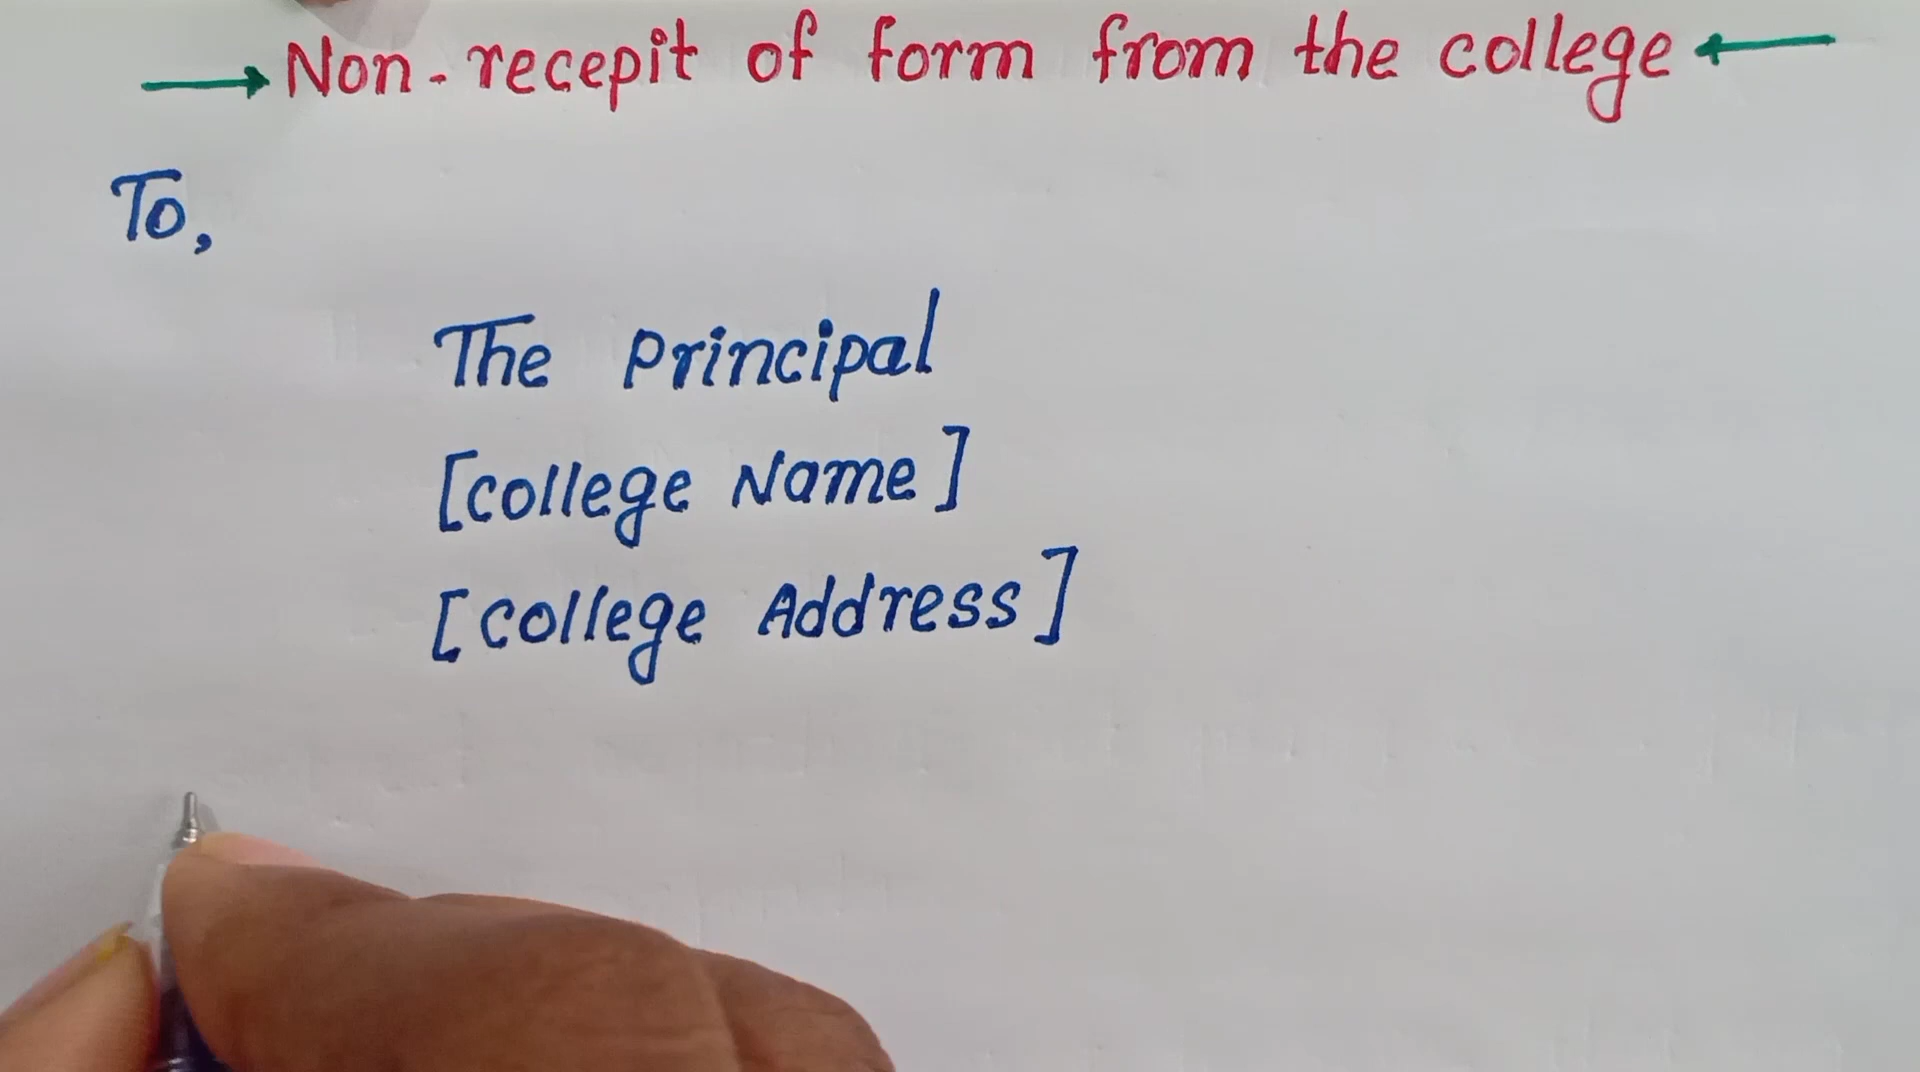 Non-recepit of form from the college
To,
The Principal
[college Name]
[college Address]